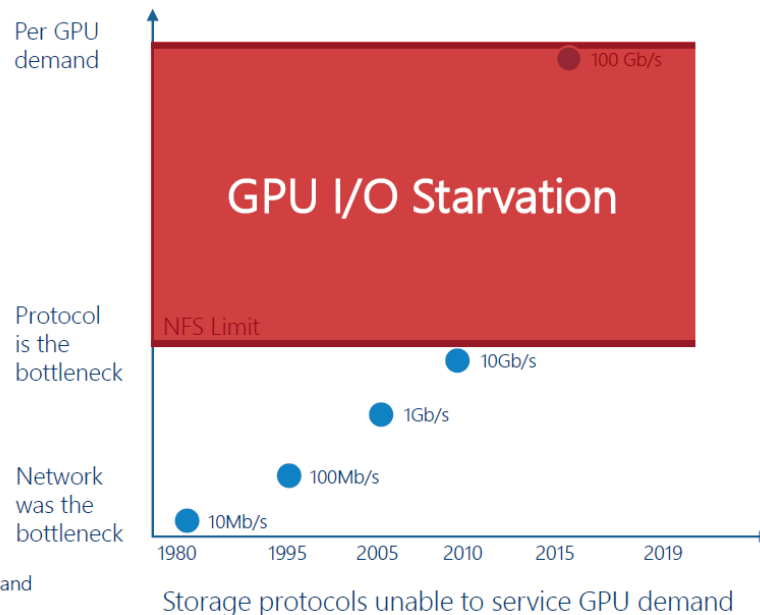 Per GPU
demand
100 Gb/s
GPU I/O Starvation
Protocol
is the
bottleneck
NFS Limit
10Gb/s
1Gb/s
Network
was the
bottleneck
100Mb/s
10Mb/s
1980 1995 2005 2010 2015 2019
and
Storage protocols unable to service GPU demand